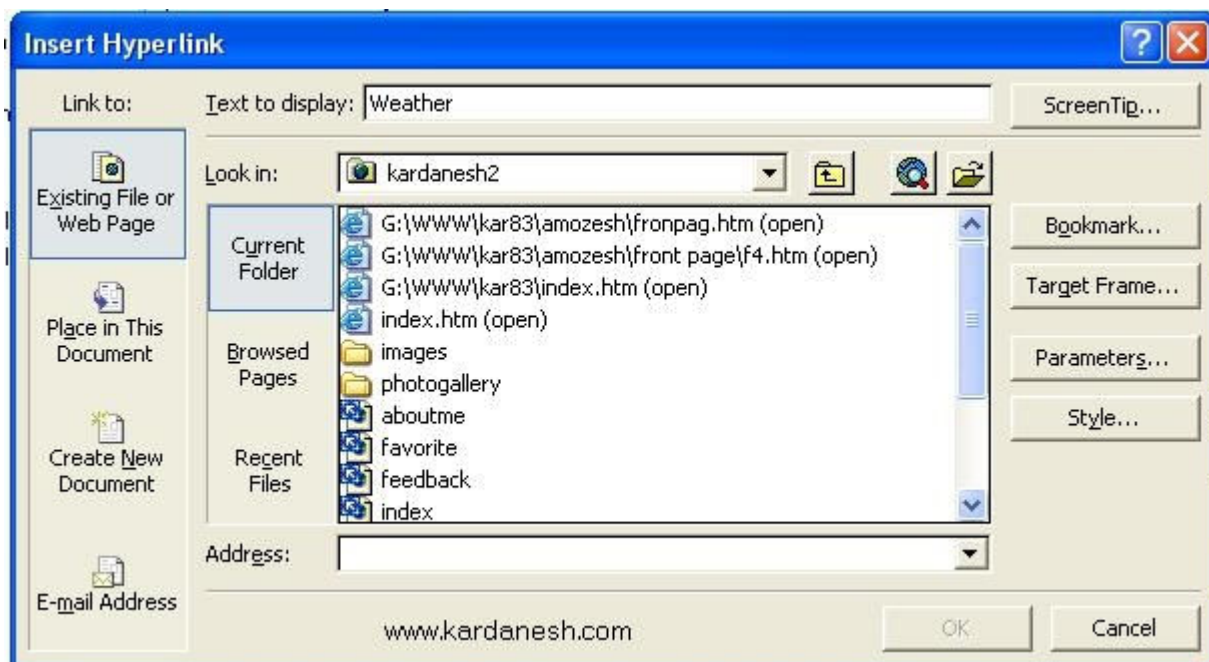 Insert Hyperlink
Link to:
Text to display: Weather
ScreenTip...
Existing File or
Web Page
Look in: kardanesh2
Place in This
Document
Create New
Document
E-mail Address
Current
Folder
Browsed
Pages
Recent
Files
G:\WWW\kar83\amozesh\fronpag.htm (open)
G:\WWW\kar83\amozesh\front page\f4.htm (open)
G:\WWW\kar83\index.htm (open)
index.htm (open)
images
photogallery
aboutme
favorite
feedback
index
Bookmark...
Target Frame...
Parameters...
Style...
Address:
www.kardanesh.com
OK
Cancel